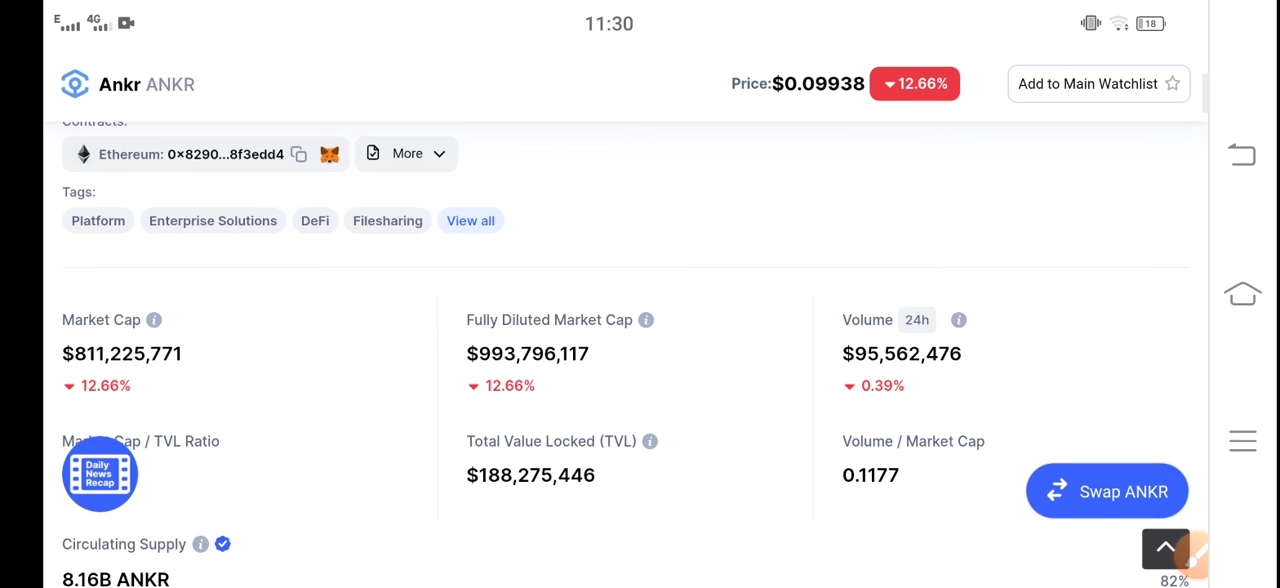 E 4G 11:30 18
Ankr ANKR Price:$0.09938 12.66% Add to Main Watchlist
Contracts:
Ethereum: 0x8290...8f3edd4 More
Tags:
Platform Enterprise Solutions DeFi Filesharing View all
Market Cap Fully Diluted Market Cap Volume 24h
$811,225,771 $993,796,117 $95,562,476
12.66% 12.66% 0.39%
Market Cap / TVL Ratio Total Value Locked (TVL) Volume / Market Cap
Daily
News
Recap
$188,275,446 0.1177
Swap ANKR
Circulating Supply
8.16B ANKR 82%